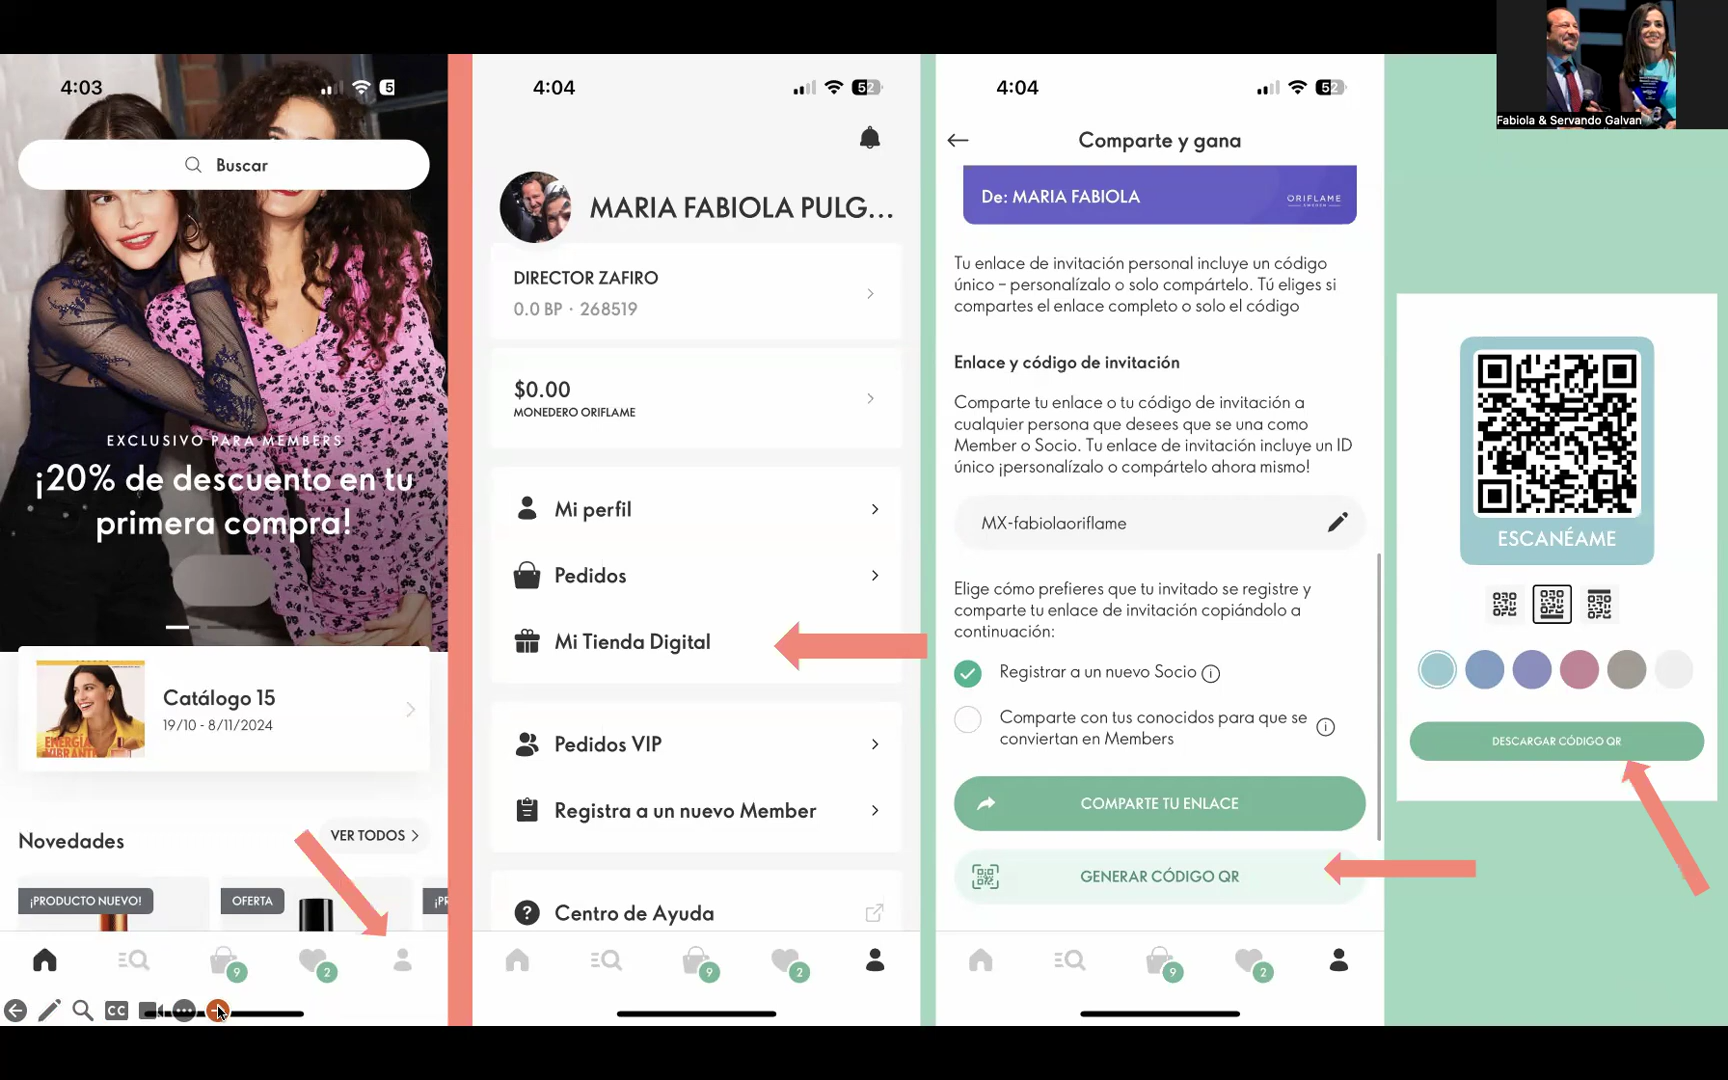 4:03
5
Buscar
EXCLUSIVO PARA MEMBERS
¡20% de descuento en tu
primera compra!
ENERGÍA
VIBRANTE
Catálogo 15
19/10 - 8/11/2024
Novedades
VER TODOS
¡PRODUCTO NUEVO!
OFERTA
¡PR
9
2
CC
4:04
52
MARIA FABIOLA PULG...
DIRECTOR ZAFIRO
0.0 BP · 268519
$0.00
MONEDERO ORIFLAME
Mi perfil
Pedidos
Mi Tienda Digital
Pedidos VIP
Registra a un nuevo Member
Centro de Ayuda
9
2
4:04
52
Comparte y gana
De: MARIA FABIOLA
ORIFLAME
SWEDEN
Tu enlace de invitación personal incluye un código
único – personalízalo o solo compártelo. Tú eliges si
compartes el enlace completo o solo el código
Enlace y código de invitación
Comparte tu enlace o tu código de invitación a
cualquier persona que desees que se una como
Member o Socio. Tu enlace de invitación incluye un ID
único ¡personalízalo o compártelo ahora mismo!
MX-fabiolaoriflame
Elige cómo prefieres que tu invitado se registre y
comparte tu enlace de invitación copiándolo a
continuación:
Registrar a un nuevo Socio
Comparte con tus conocidos para que se
conviertan en Members
COMPARTE TU ENLACE
GENERAR CÓDIGO QR
9
2
Fabiola & Servando Galvan
ESCANÉAME
DESCARGAR CÓDIGO QR